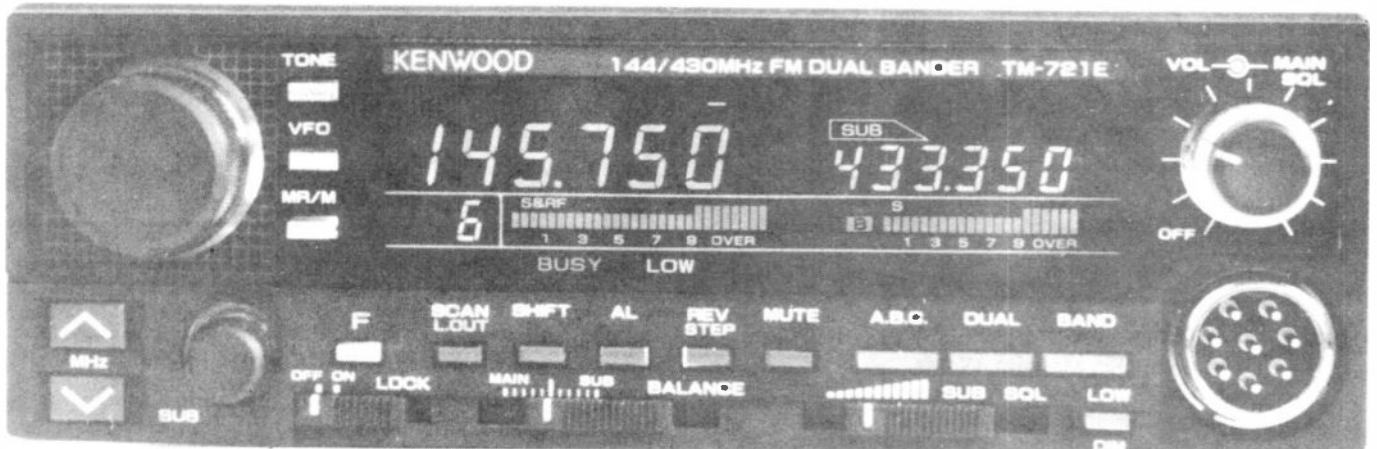 TONE
KENWOOD 144/430MHz FM DUAL BANDER TM-721E
VOL MAIN SQL
VFO
145.750
SUB
433.350
MR/M
6
S&RF
1 3 5 7 9 OVER
B
S
1 3 5 7 9 OVER
OFF
BUSY LOW
MHz
SUB
F
SCAN L.OUT
SHIFT
AL
REV STEP
MUTE
A.B.C.
DUAL
BAND
OFF ON LOCK
MAIN SUB BALANCE
SUB SQL
LOW
DIM